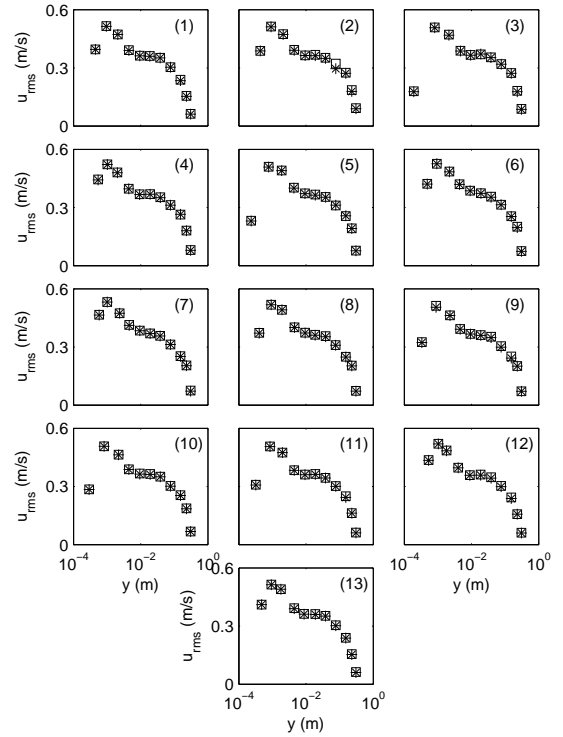 0.6
0.3
0
u_rms (m/s)
(1)
(2)
(3)
0.6
0.3
0
u_rms (m/s)
(4)
(5)
(6)
0.6
0.3
0
u_rms (m/s)
(7)
(8)
(9)
0.6
0.3
0
u_rms (m/s)
(10)
(11)
(12)
10^−4 10^−2 10^0
y (m)
10^−4 10^−2 10^0
y (m)
0.6
0.3
0
u_rms (m/s)
(13)
10^−4 10^−2 10^0
y (m)